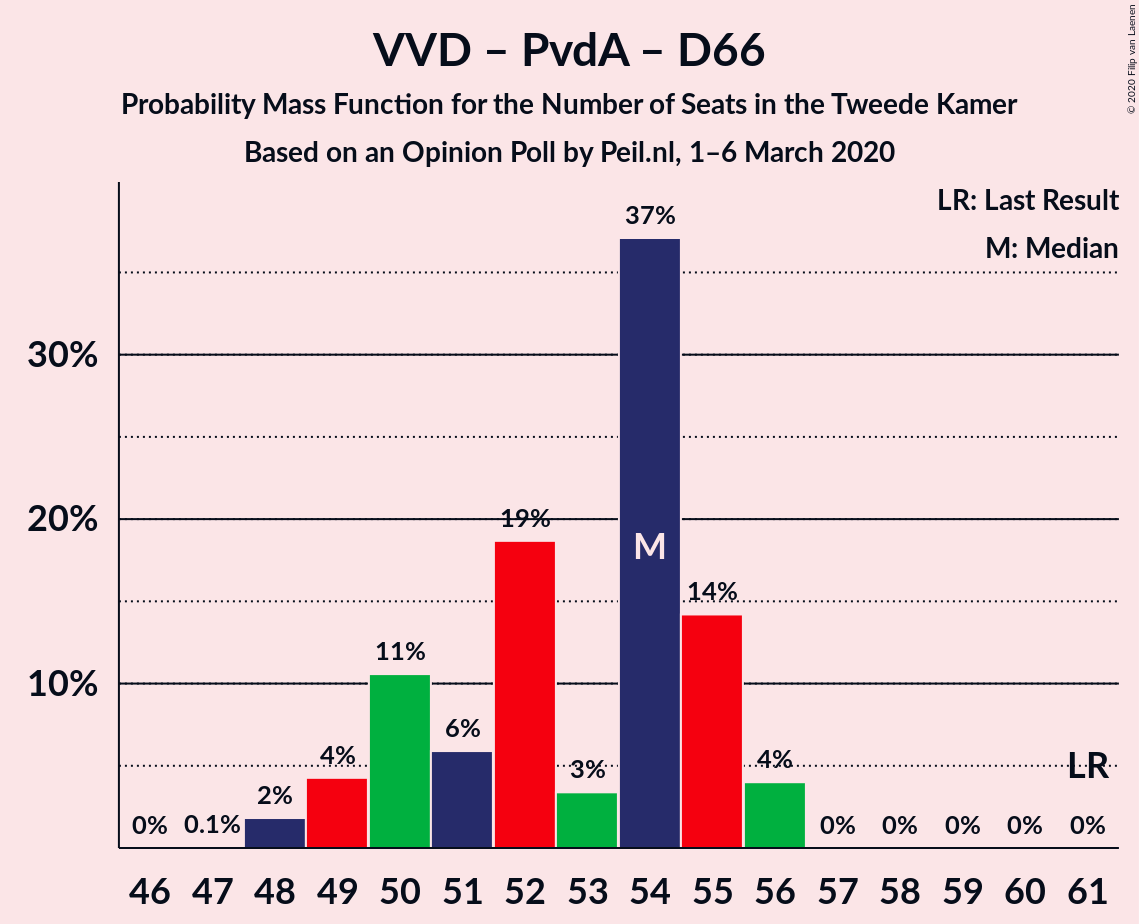 VVD – PvdA – D66
Probability Mass Function for the Number of Seats in the Tweede Kamer
Based on an Opinion Poll by Peil.nl, 1–6 March 2020
© 2020 Filip van Laenen
LR: Last Result
M: Median
30%
20%
10%
0%
0.1%
2%
4%
11%
6%
19%
3%
37%
M
14%
4%
0%
0%
0%
0%
0%
LR
46 47 48 49 50 51 52 53 54 55 56 57 58 59 60 61